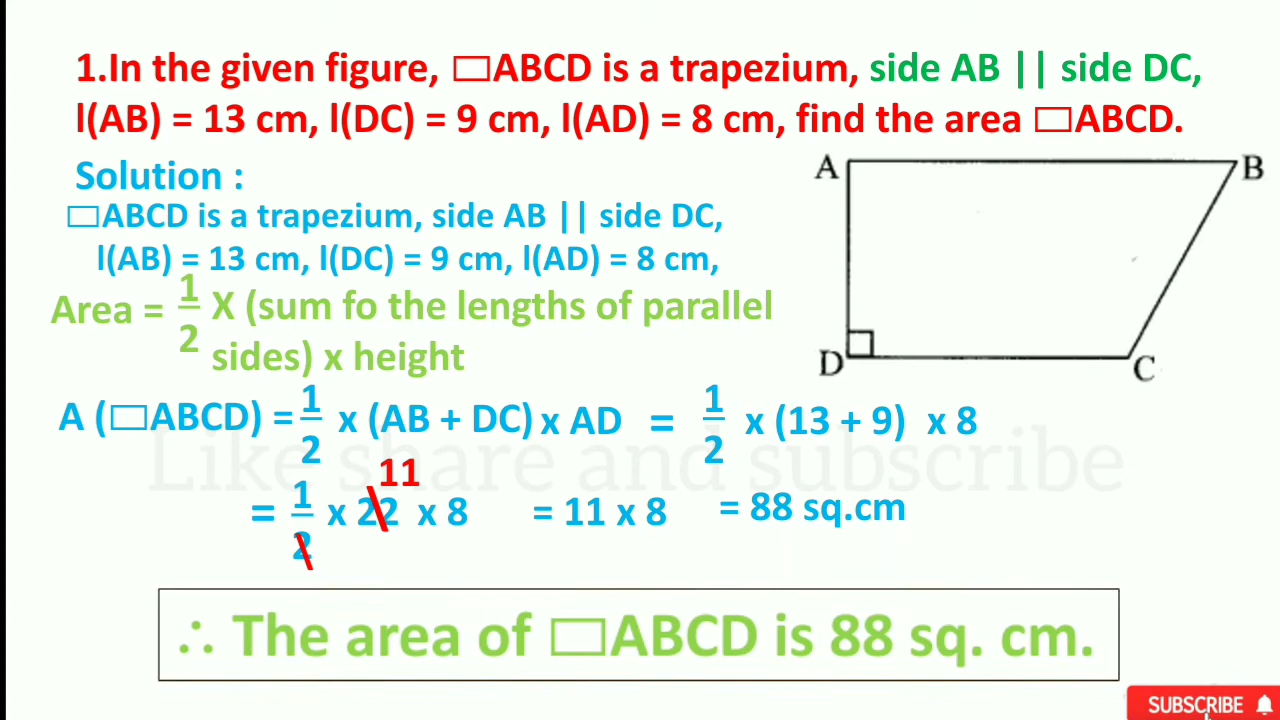 1.In the given figure, □ABCD is a trapezium, side AB || side DC,
l(AB) = 13 cm, l(DC) = 9 cm, l(AD) = 8 cm, find the area □ABCD.
Solution :
□ABCD is a trapezium, side AB || side DC,
l(AB) = 13 cm, l(DC) = 9 cm, l(AD) = 8 cm,
Area = 1/2 X (sum fo the lengths of parallel
sides) x height
A B
D C
A (□ABCD) = 1/2 x (AB + DC) x AD = 1/2 x (13 + 9) x 8
Like share and subscribe
11
= 1/2 x 22 x 8 = 11 x 8 = 88 sq.cm
∴ The area of □ABCD is 88 sq. cm.
SUBSCRIBE